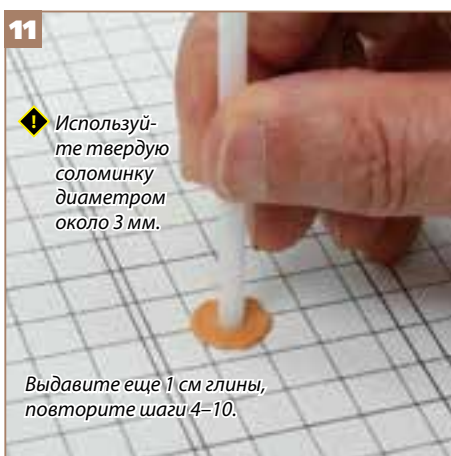 11
!
Используй-
те твердую
соломинку
диаметром
около 3 мм.
Выдавите еще 1 см глины,
повторите шаги 4–10.